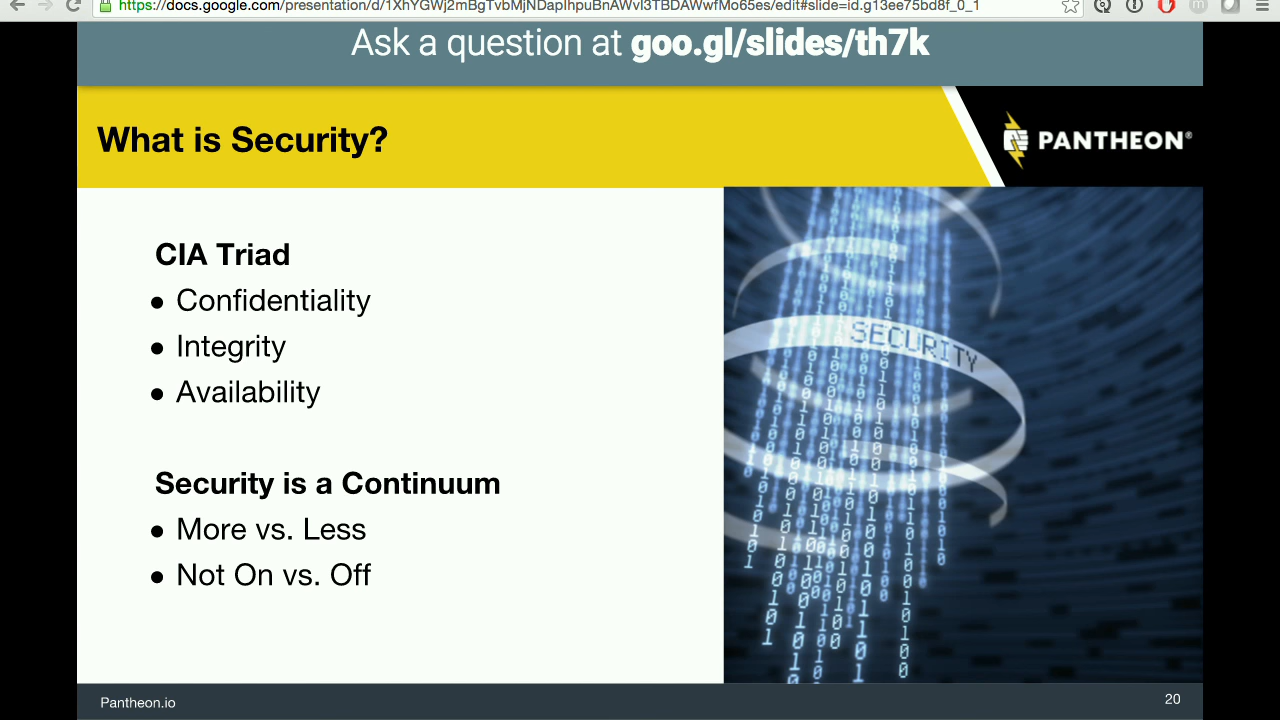 https://docs.google.com/presentation/d/1XhYGWj2mBgTvbMjNDapIhpuBnAWvI3TBDAWwfMo65es/edit#slide=id.g13ee75bd8f_0_1
Ask a question at goo.gl/slides/th7k
What is Security?
PANTHEON®
CIA Triad
● Confidentiality
● Integrity
● Availability
SECURITY
Security is a Continuum
● More vs. Less
● Not On vs. Off
Pantheon.io
20